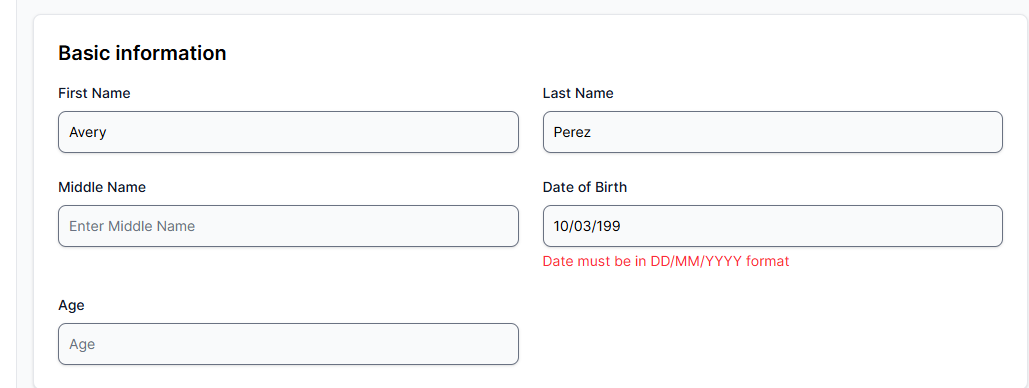 Basic information
First Name
Last Name
Avery
Perez
Middle Name
Date of Birth
Enter Middle Name
10/03/199
Date must be in DD/MM/YYYY format
Age
Age